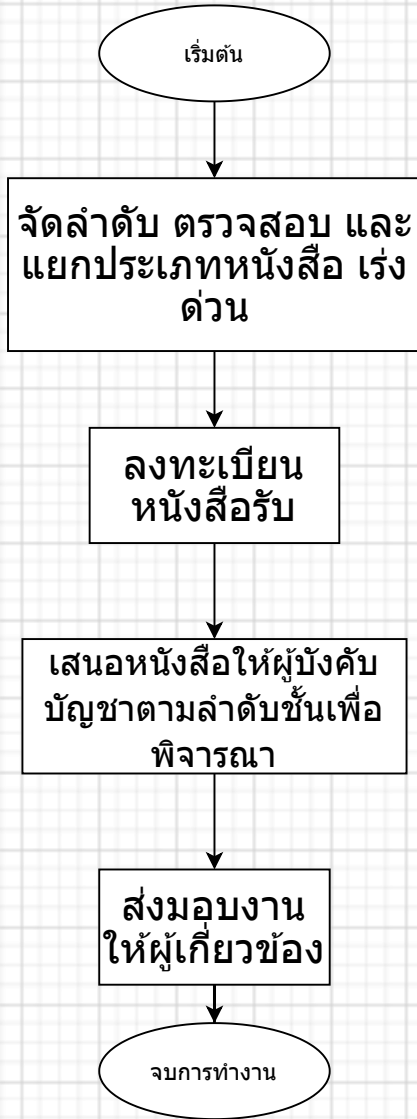 เริ่มต้น
จัดลำดับ ตรวจสอบ และ
แยกประเภทหนังสือ เร่ง
ด่วน
ลงทะเบียน
หนังสือรับ
เสนอหนังสือให้ผู้บังคับ
บัญชาตามลำดับชั้นเพื่อ
พิจารณา
ส่งมอบงาน
ให้ผู้เกี่ยวข้อง
จบการทำงาน